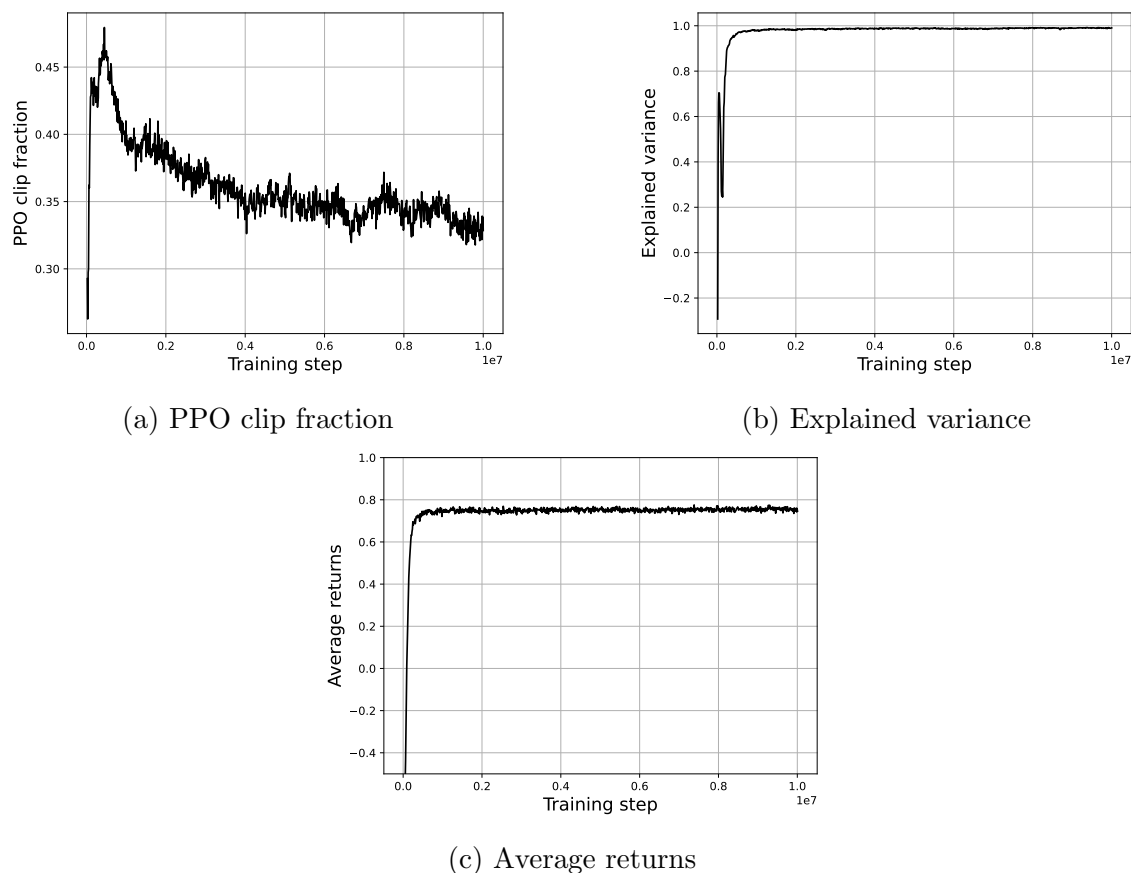 0.45
0.40
0.35
0.30
PPO clip fraction
0.0 0.2 0.4 0.6 0.8 1.0
1e7
Training step
(a) PPO clip fraction
1.0
0.8
0.6
0.4
0.2
0.0
−0.2
Explained variance
0.0 0.2 0.4 0.6 0.8 1.0
1e7
Training step
(b) Explained variance
1.0
0.8
0.6
0.4
0.2
0.0
−0.2
−0.4
Average returns
0.0 0.2 0.4 0.6 0.8 1.0
1e7
Training step
(c) Average returns